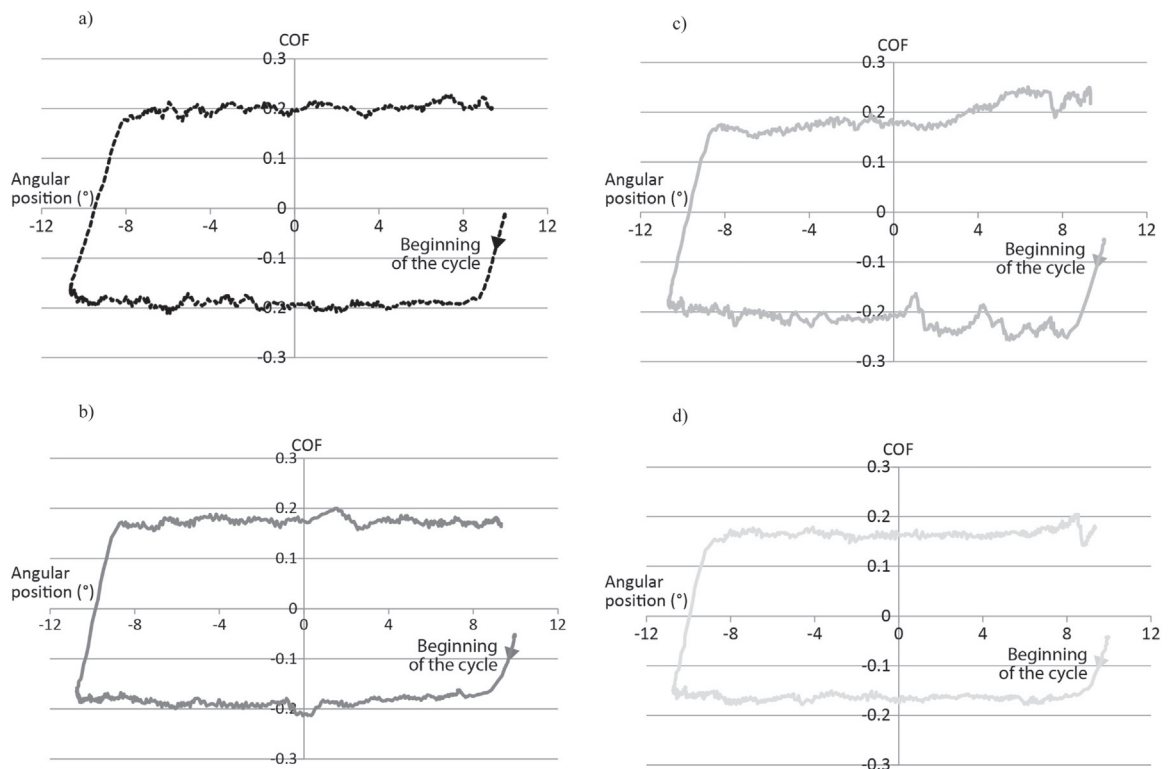 a)
COF
0.3
0.2
0.1
Angular
position (°)
0
-12 -8 -4 0 4 8 12
Beginning
of the cycle
-0.1
-0.2
-0.3
b)
COF
0.3
0.2
0.1
Angular
position (°)
0
-12 -8 -4 0 4 8 12
Beginning
of the cycle
-0.1
-0.2
-0.3
c)
COF
0.3
0.2
0.1
Angular
position (°)
0
-12 -8 -4 0 4 8 12
Beginning
of the cycle
-0.1
-0.2
-0.3
d)
COF
0.3
0.2
0.1
Angular
position (°)
0
-12 -8 -4 0 4 8 12
Beginning
of the cycle
-0.1
-0.2
-0.3